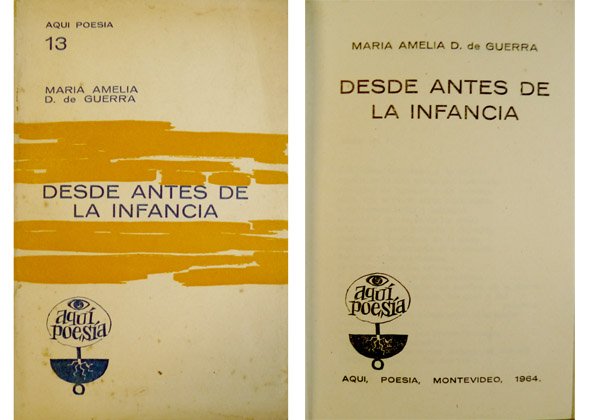 AQUI POESIA
13
MARIA AMELIA
D. de GUERRA
DESDE ANTES DE
LA INFANCIA
aquí
poesía
MARIA AMELIA D. de GUERRA
DESDE ANTES DE
LA INFANCIA
aquí
poesía
AQUI, POESIA, MONTEVIDEO, 1964.